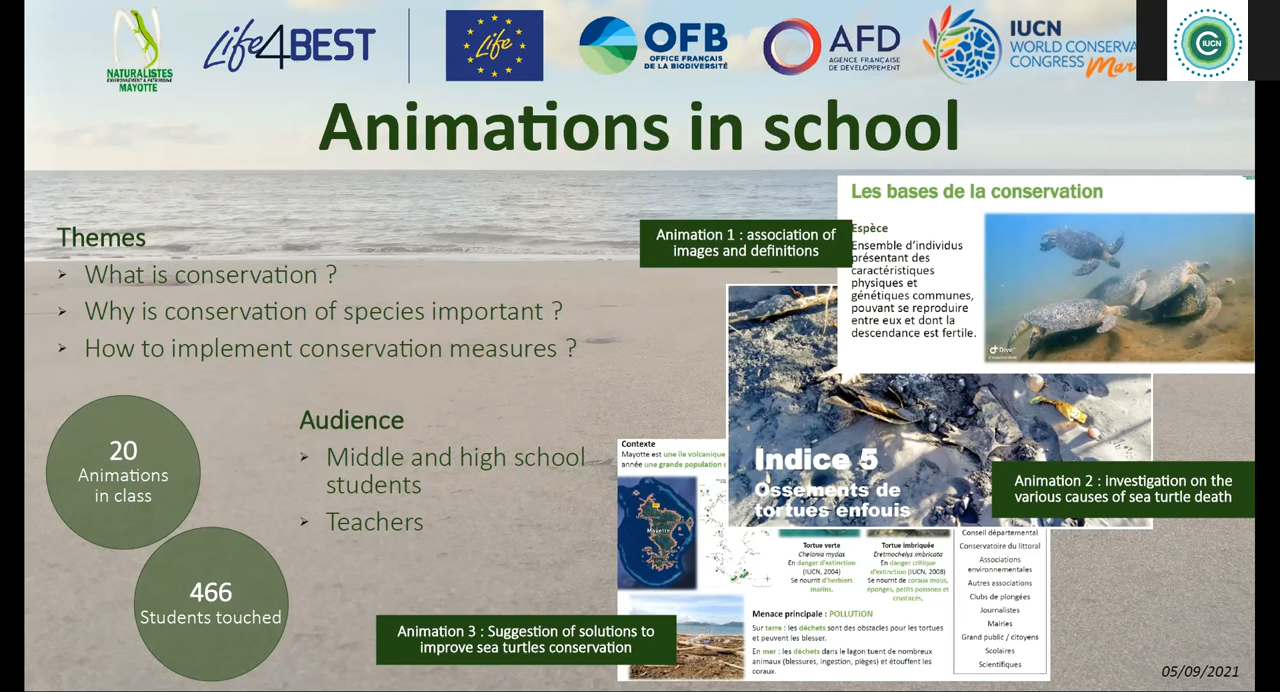 NATURALISTES
ENVIRONNEMENT & PATRIMOINE
MAYOTTE
Life4BEST
Life
OFB
OFFICE FRANÇAIS
DE LA BIODIVERSITÉ
AFD
AGENCE FRANÇAISE
DE DÉVELOPPEMENT
IUCN
WORLD CONSERVA
CONGRESS
Mar
IUCN
Animations in school
Themes
What is conservation ?
Why is conservation of species important ?
How to implement conservation measures ?
20
Animations
in class
466
Students touched
Audience
Middle and high school
students
Teachers
Animation 1 : association of
images and definitions
Les bases de la conservation
Espèce
Ensemble d’individus
présentant des
caractéristiques
physiques et
génétiques communes,
pouvant se reproduire
entre eux et dont la
descendance est fertile.
Dive
Indice 5
Ossements de
tortues enfouis
Animation 2 : investigation on the
various causes of sea turtle death
Contexte
Mayotte est une île volcanique
année une grande population
Mayotte
Tortue verte
Chelonia mydas
En danger d’extinction
(IUCN, 2004)
Se nourrit d’herbiers
marins.
Tortue imbriquée
Eretmochelys imbricata
En danger critique
d’extinction (IUCN, 2008)
Se nourrit de coraux mous,
éponges, petits poissons et
crustacés.
Menace principale : POLLUTION
Sur terre : les déchets sont des obstacles pour les tortues
et peuvent les blesser.
En mer : les déchets dans le lagon tuent de nombreux
animaux (blessures, ingestion, pièges) et étouffent les
coraux.
Conseil départemental
Conservatoire du littoral
Associations
environnementales
Autres associations
Clubs de plongées
Journalistes
Mairies
Grand public / citoyens
Scolaires
Scientifiques
Animation 3 : Suggestion of solutions to
improve sea turtles conservation
05/09/2021